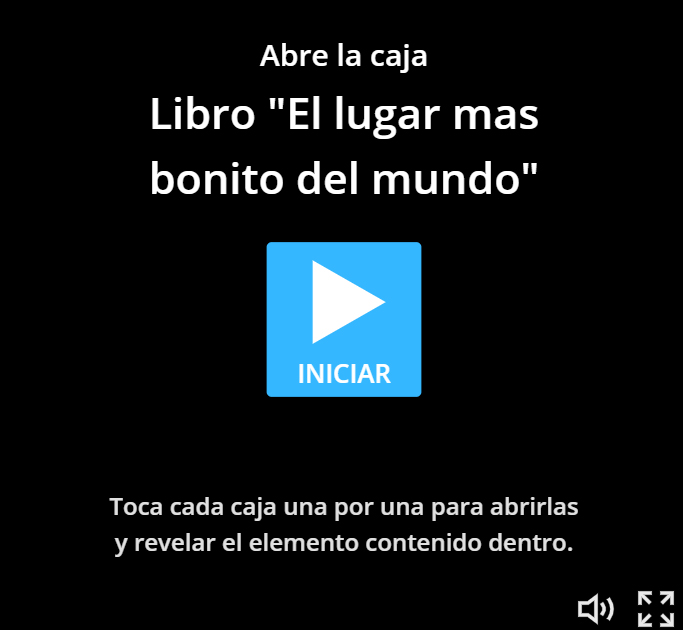 Abre la caja
Libro "El lugar mas
bonito del mundo"
INICIAR
Toca cada caja una por una para abrirlas
y revelar el elemento contenido dentro.